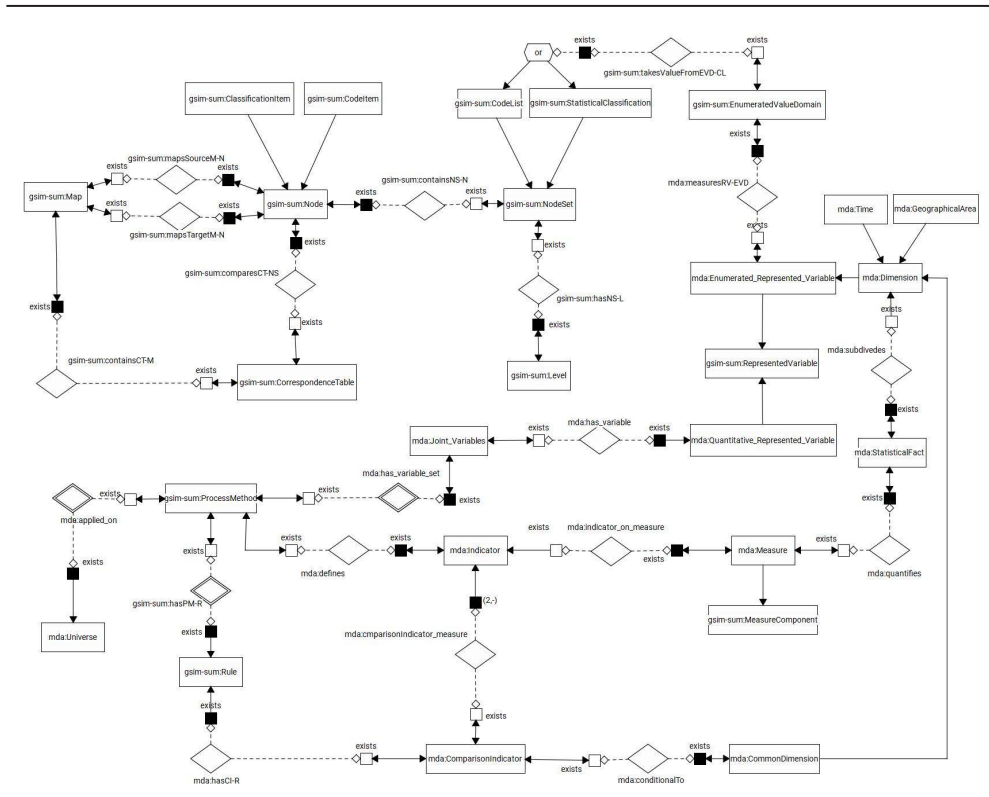 exists
or
exists
gsim-sum:takesValueFromEVD-CL
gsim-sum:ClassificationItem
gsim-sum:CodeItem
gsim-sum:CodeList
gsim-sum:StatisticalClassification
gsim-sum:EnumeratedValueDomain
exists
gsim-sum:mapsSourceM-N
exists
exists
gsim-sum:containsNS-N
mda:measuresRV-EVD
gsim-sum:Map
gsim-sum:Node
exists
exists
gsim-sum:NodeSet
mda:Time
mda:GeographicalArea
exists
exists
gsim-sum:mapsTargetM-N
exists
exists
exists
gsim-sum:comparesCT-NS
mda:Enumerated_Represented_Variable
mda:Dimension
gsim-sum:hasNS-L
exists
exists
exists
exists
mda:subdivedes
gsim-sum:containsCT-M
exists
gsim-sum:CorrespondenceTable
gsim-sum:Level
gsim-sum:RepresentedVariable
exists
mda:has_variable
exists
exists
mda:Joint_Variables
mda:Quantitative_Represented_Variable
mda:has_variable_set
mda:StatisticalFact
exists
gsim-sum:ProcessMethod
exists
exists
exists
mda:applied_on
exists
mda:indicator_on_measure
exists
exists
exists
exists
exists
exists
mda:Indicator
mda:Measure
mda:defines
mda:quantifies
gsim-sum:hasPM-R
(2,-)
exists
mda:Universe
gsim-sum:MeasureComponent
mda:cmparisonIndicator_measure
gsim-sum:Rule
exists
exists
exists
exists
mda:ComparisonIndicator
exists
mda:CommonDimension
mda:hasCI-R
exists
mda:conditionalTo